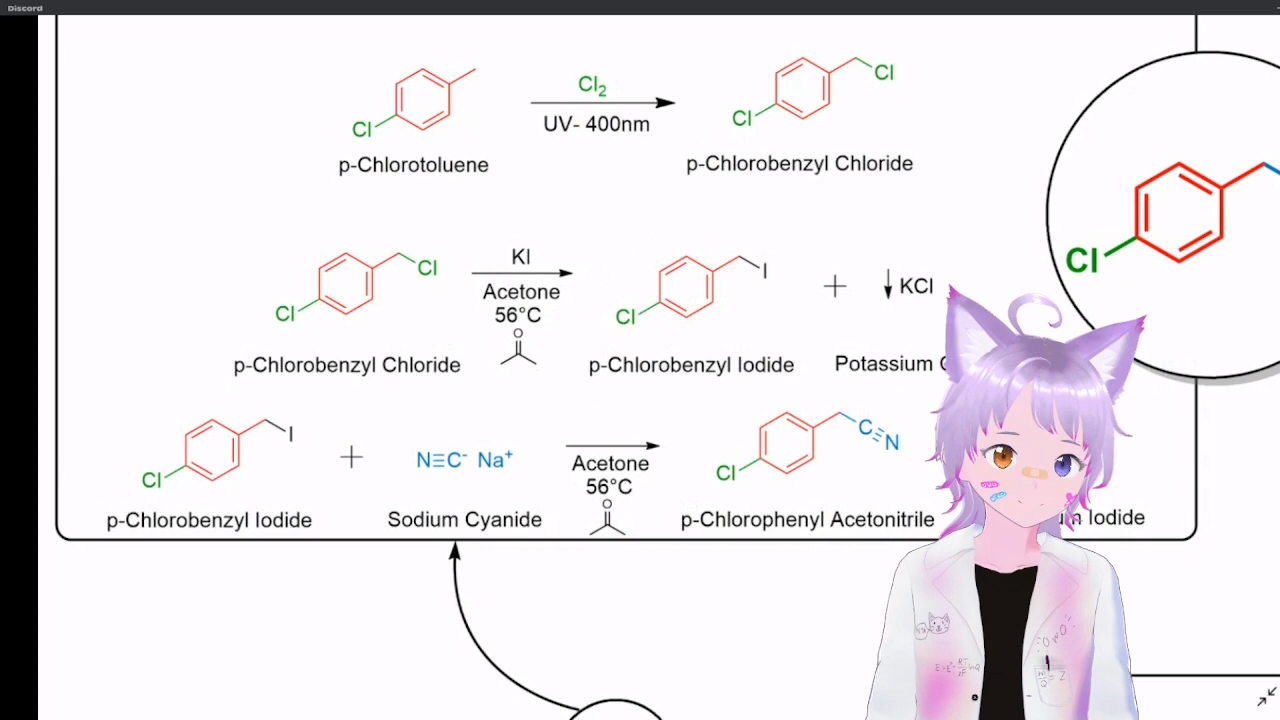 Discord
Cl
Cl₂
UV- 400nm
Cl
Cl
p-Chlorotoluene
p-Chlorobenzyl Chloride
Cl
Cl
Cl
KI
Acetone
56°C
O
I
Cl
+
↓ KCl
p-Chlorobenzyl Chloride
p-Chlorobenzyl Iodide
Potassium
I
Cl
+
N≡C⁻ Na⁺
Acetone
56°C
O
C≡N
Cl
p-Chlorobenzyl Iodide
Sodium Cyanide
p-Chlorophenyl Acetonitrile
Iodide
OwO